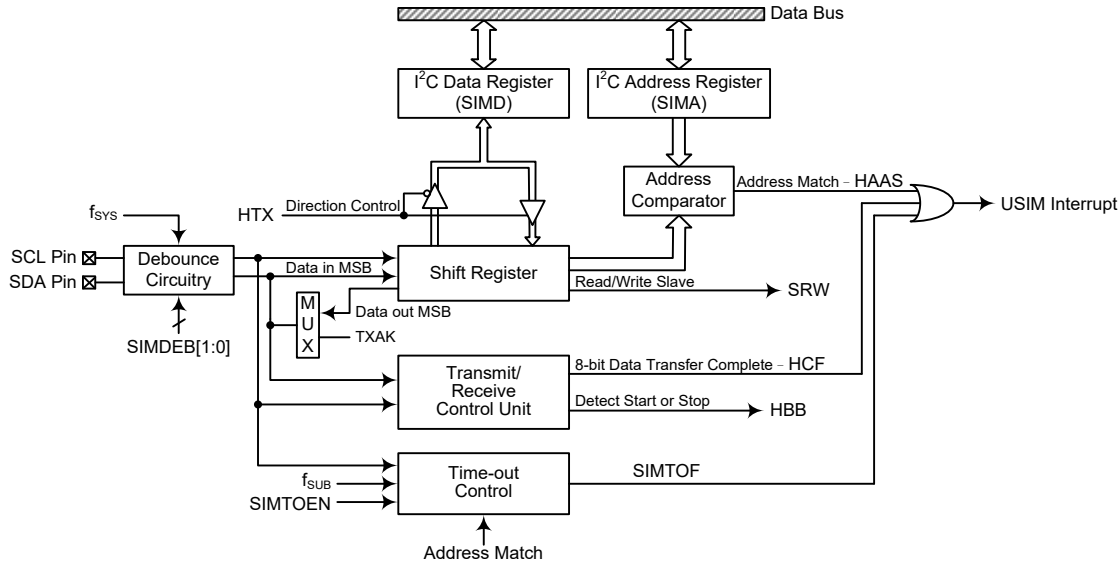 Data Bus
I²C Data Register
(SIMD)
I²C Address Register
(SIMA)
Address
Comparator
Address Match - HAAS
USIM Interrupt
HTX
Direction Control
fSYS
SCL Pin
SDA Pin
Debounce
Circuitry
Data in MSB
Shift Register
Read/Write Slave
SRW
M
U
X
Data out MSB
TXAK
SIMDEB[1:0]
Transmit/
Receive
Control Unit
8-bit Data Transfer Complete - HCF
Detect Start or Stop
HBB
fSUB
SIMTOEN
Time-out
Control
SIMTOF
Address Match